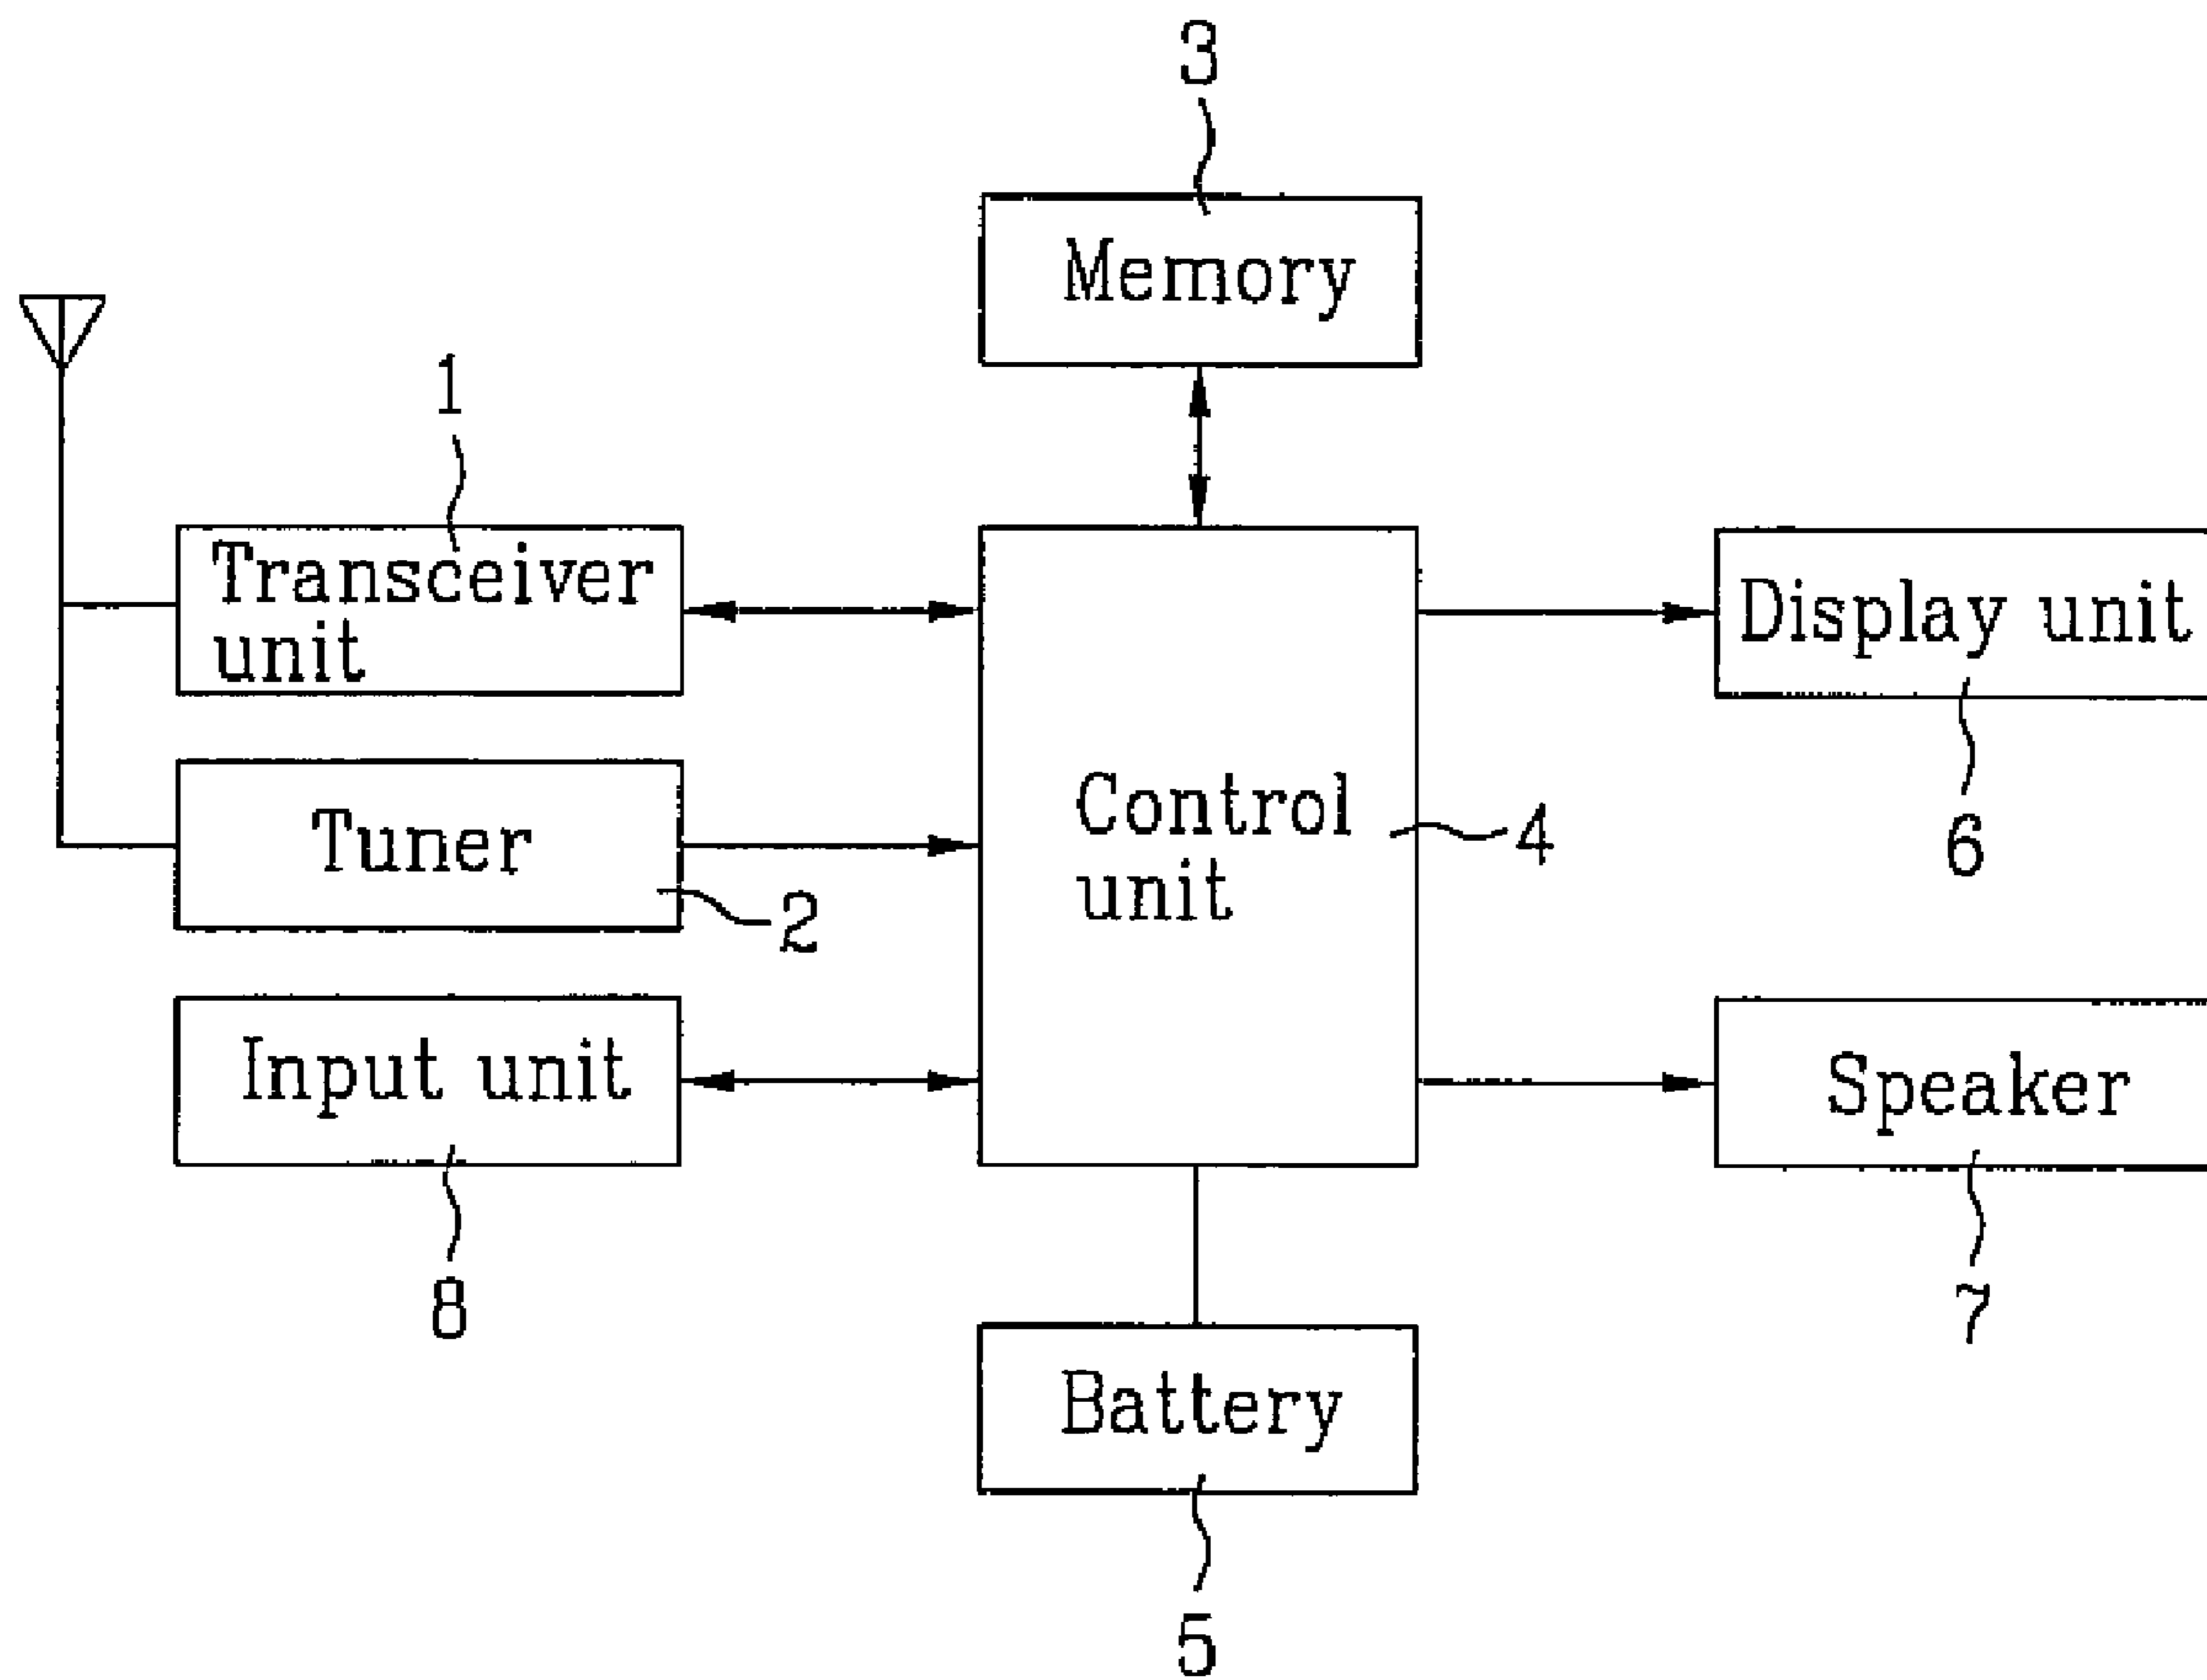 3
Memory
1
Transceiver
unit
Display unit
6
Control
unit
4
Tuner
2
Input unit
8
Speaker
7
Battery
5